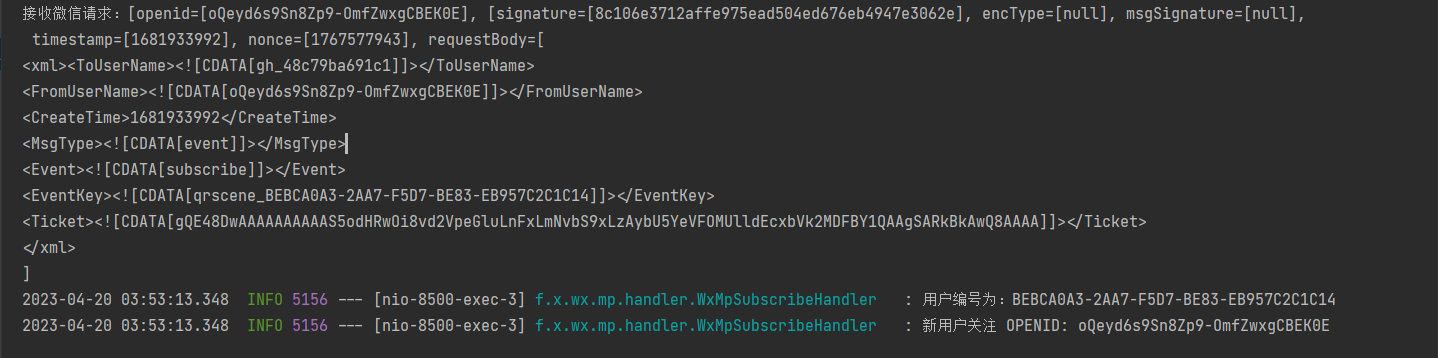 接收微信请求：[openid=[oQeyd6s9Sn8Zp9-OmfZwxgCBEK0E], [signature=[8c106e3712affe975ead504ed676eb4947e3062e], encType=[null], msgSignature=[null],
timestamp=[1681933992], nonce=[1767577943], requestBody=[
<xml><ToUserName><![CDATA[gh_48c79ba691c1]]></ToUserName>
<FromUserName><![CDATA[oQeyd6s9Sn8Zp9-OmfZwxgCBEK0E]]></FromUserName>
<CreateTime>1681933992</CreateTime>
<MsgType><![CDATA[event]]></MsgType>
<Event><![CDATA[subscribe]]></Event>
<EventKey><![CDATA[qrscene_BEBCA0A3-2AA7-F5D7-BE83-EB957C2C1C14]]></EventKey>
<Ticket><![CDATA[gQE48DwAAAAAAAAAAS5odHRwOi8vd2VpeGluLnFxLmNvbS9xLzAybU5YeVFOMUlldEcxbVk2MDFBY1QAAgSARkBkAwQ8AAAA]]></Ticket>
</xml>
]
2023-04-20 03:53:13.348  INFO 5156 --- [nio-8500-exec-3] f.x.wx.mp.handler.WxMpSubscribeHandler   : 用户编号为：BEBCA0A3-2AA7-F5D7-BE83-EB957C2C1C14
2023-04-20 03:53:13.348  INFO 5156 --- [nio-8500-exec-3] f.x.wx.mp.handler.WxMpSubscribeHandler   : 新用户关注 OPENID: oQeyd6s9Sn8Zp9-OmfZwxgCBEK0E